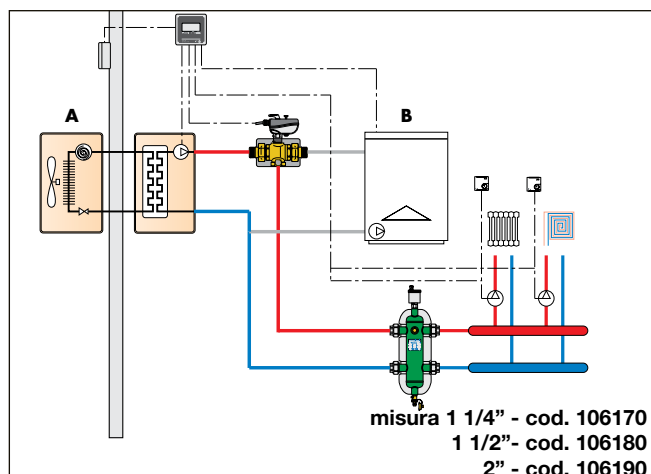 A
B
misura 1 1/4” - cod. 106170
1 1/2”- cod. 106180
2” - cod. 106190